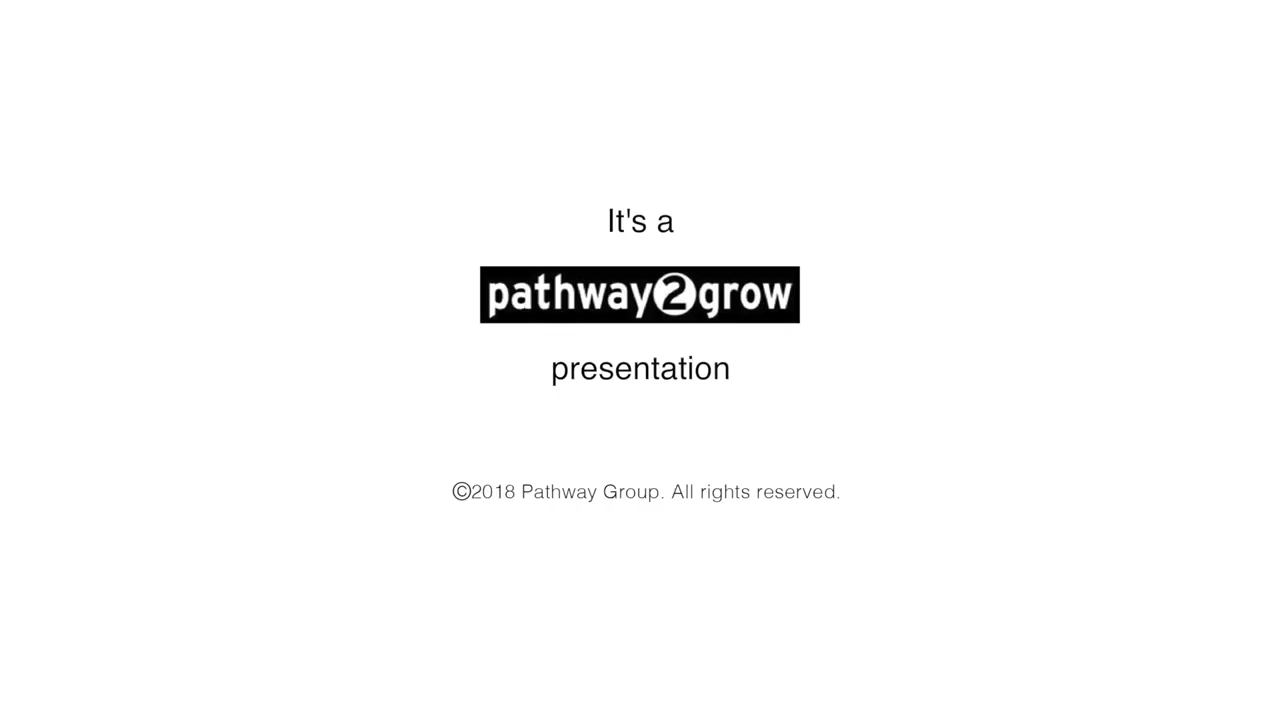 It's a
pathway2grow
presentation
©2018 Pathway Group. All rights reserved.